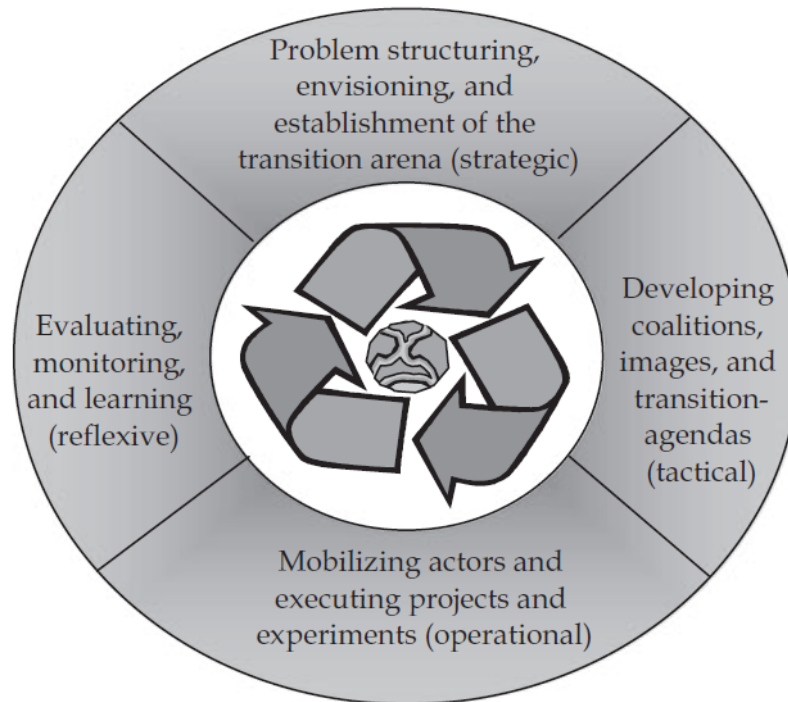 Problem structuring,
envisioning, and
establishment of the
transition arena (strategic)
Developing
coalitions,
images, and
transition-
agendas
(tactical)
Mobilizing actors and
executing projects and
experiments (operational)
Evaluating,
monitoring,
and learning
(reflexive)